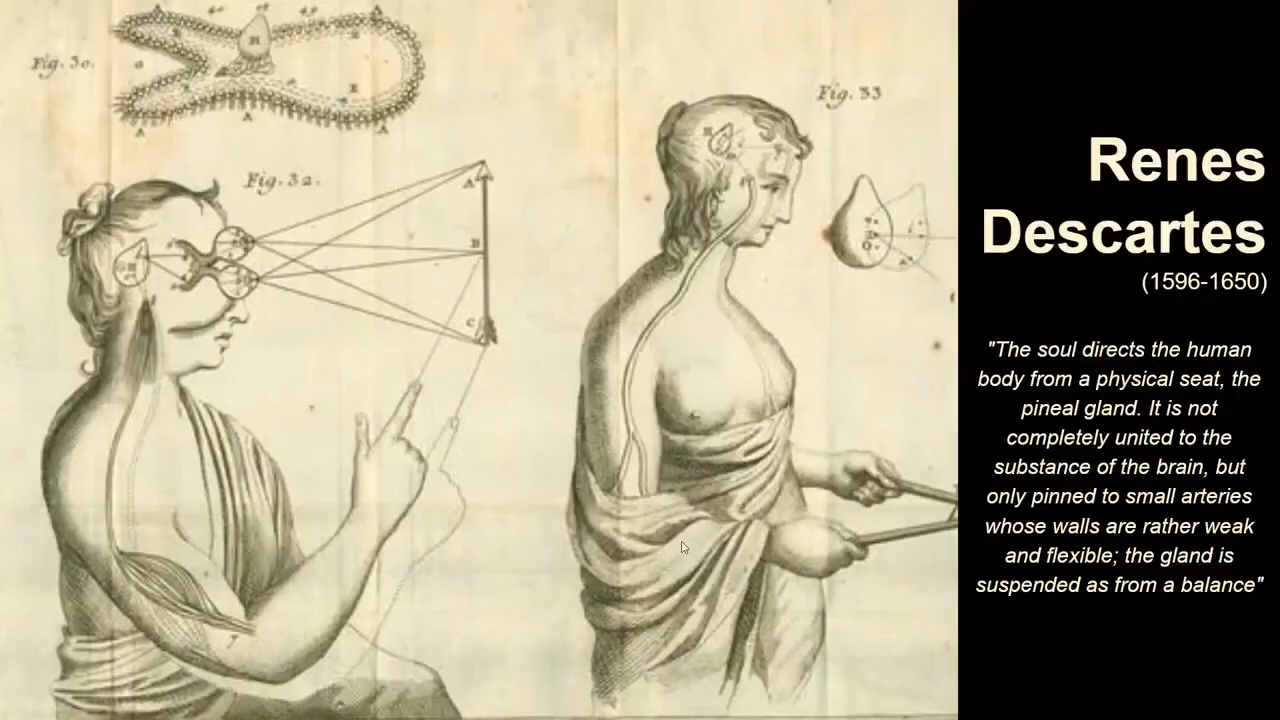 Fig. 30.
Fig. 32.
A
B
C
Fig. 33
Renes
Descartes
(1596-1650)
"The soul directs the human
body from a physical seat, the
pineal gland. It is not
completely united to the
substance of the brain, but
only pinned to small arteries
whose walls are rather weak
and flexible; the gland is
suspended as from a balance"